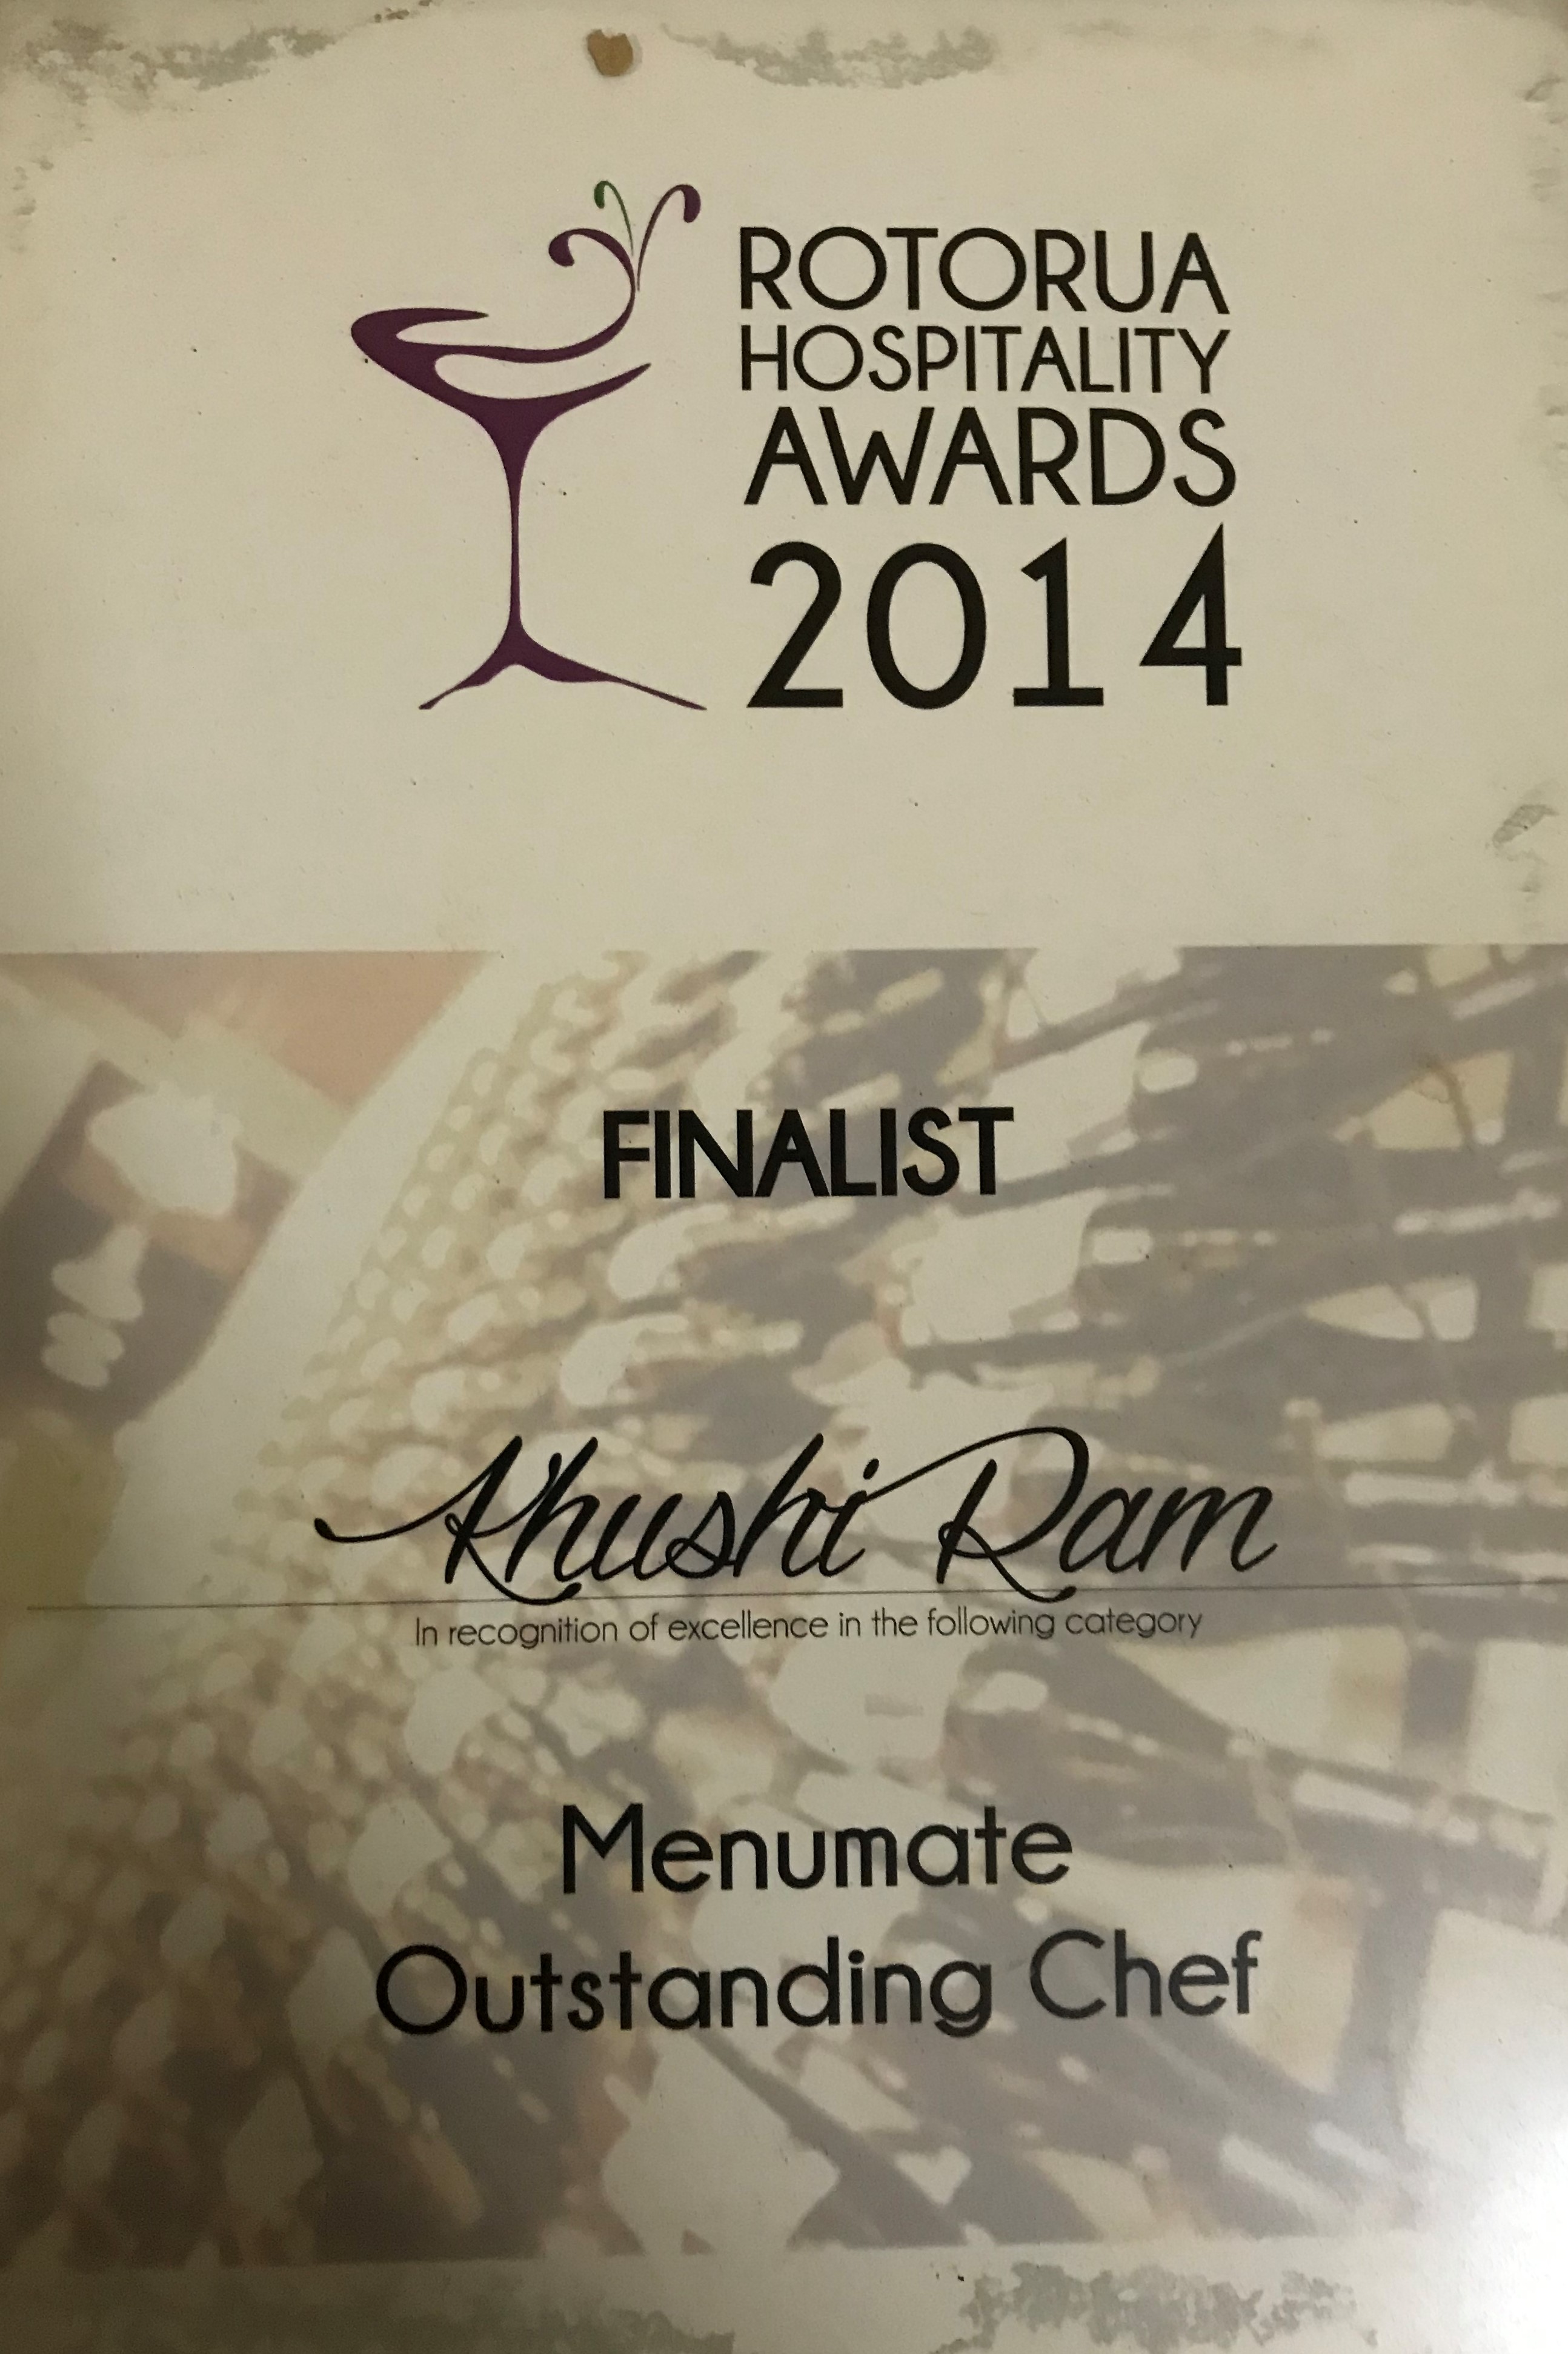 ROTORUA
HOSPITALITY
AWARDS
2014
FINALIST
Khushi Ram
In recognition of excellence in the following category
Menumate
Outstanding Chef